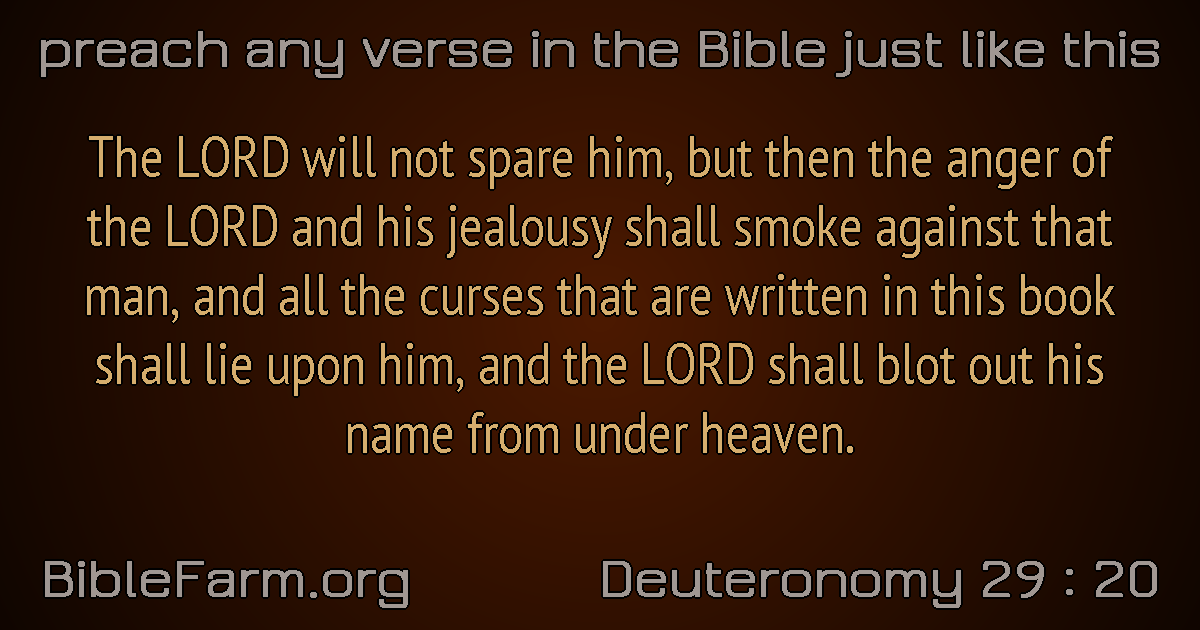 preach any verse in the Bible just like this
The LORD will not spare him, but then the anger of
the LORD and his jealousy shall smoke against that
man, and all the curses that are written in this book
shall lie upon him, and the LORD shall blot out his
name from under heaven.
BibleFarm.org
Deuteronomy 29 : 20